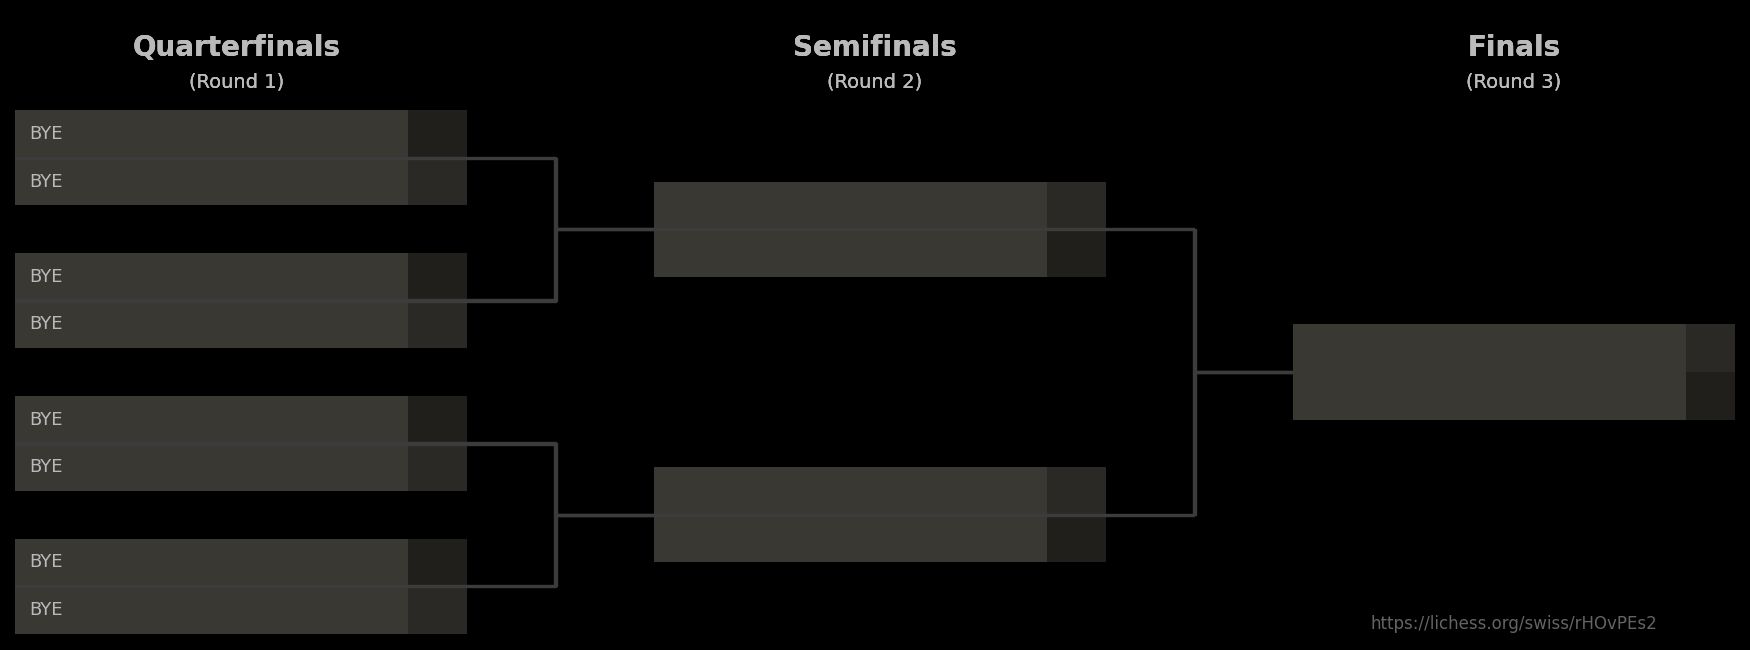 Quarterfinals
(Round 1)
Semifinals
(Round 2)
Finals
(Round 3)
BYE
BYE
BYE
BYE
BYE
BYE
BYE
BYE
https://lichess.org/swiss/rHOvPEs2